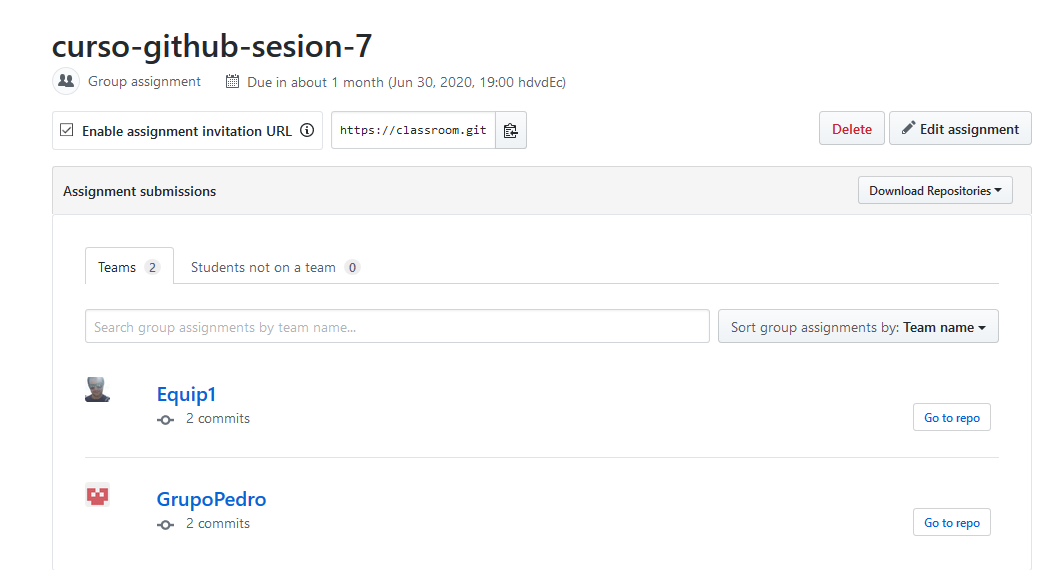 curso-github-sesion-7
Group assignment Due in about 1 month (Jun 30, 2020, 19:00 hdvdEc)
Enable assignment invitation URL https://classroom.git Delete Edit assignment
Assignment submissions Download Repositories
Teams 2 Students not on a team 0
Search group assignments by team name... Sort group assignments by: Team name
Equip1
2 commits Go to repo
GrupoPedro
2 commits Go to repo